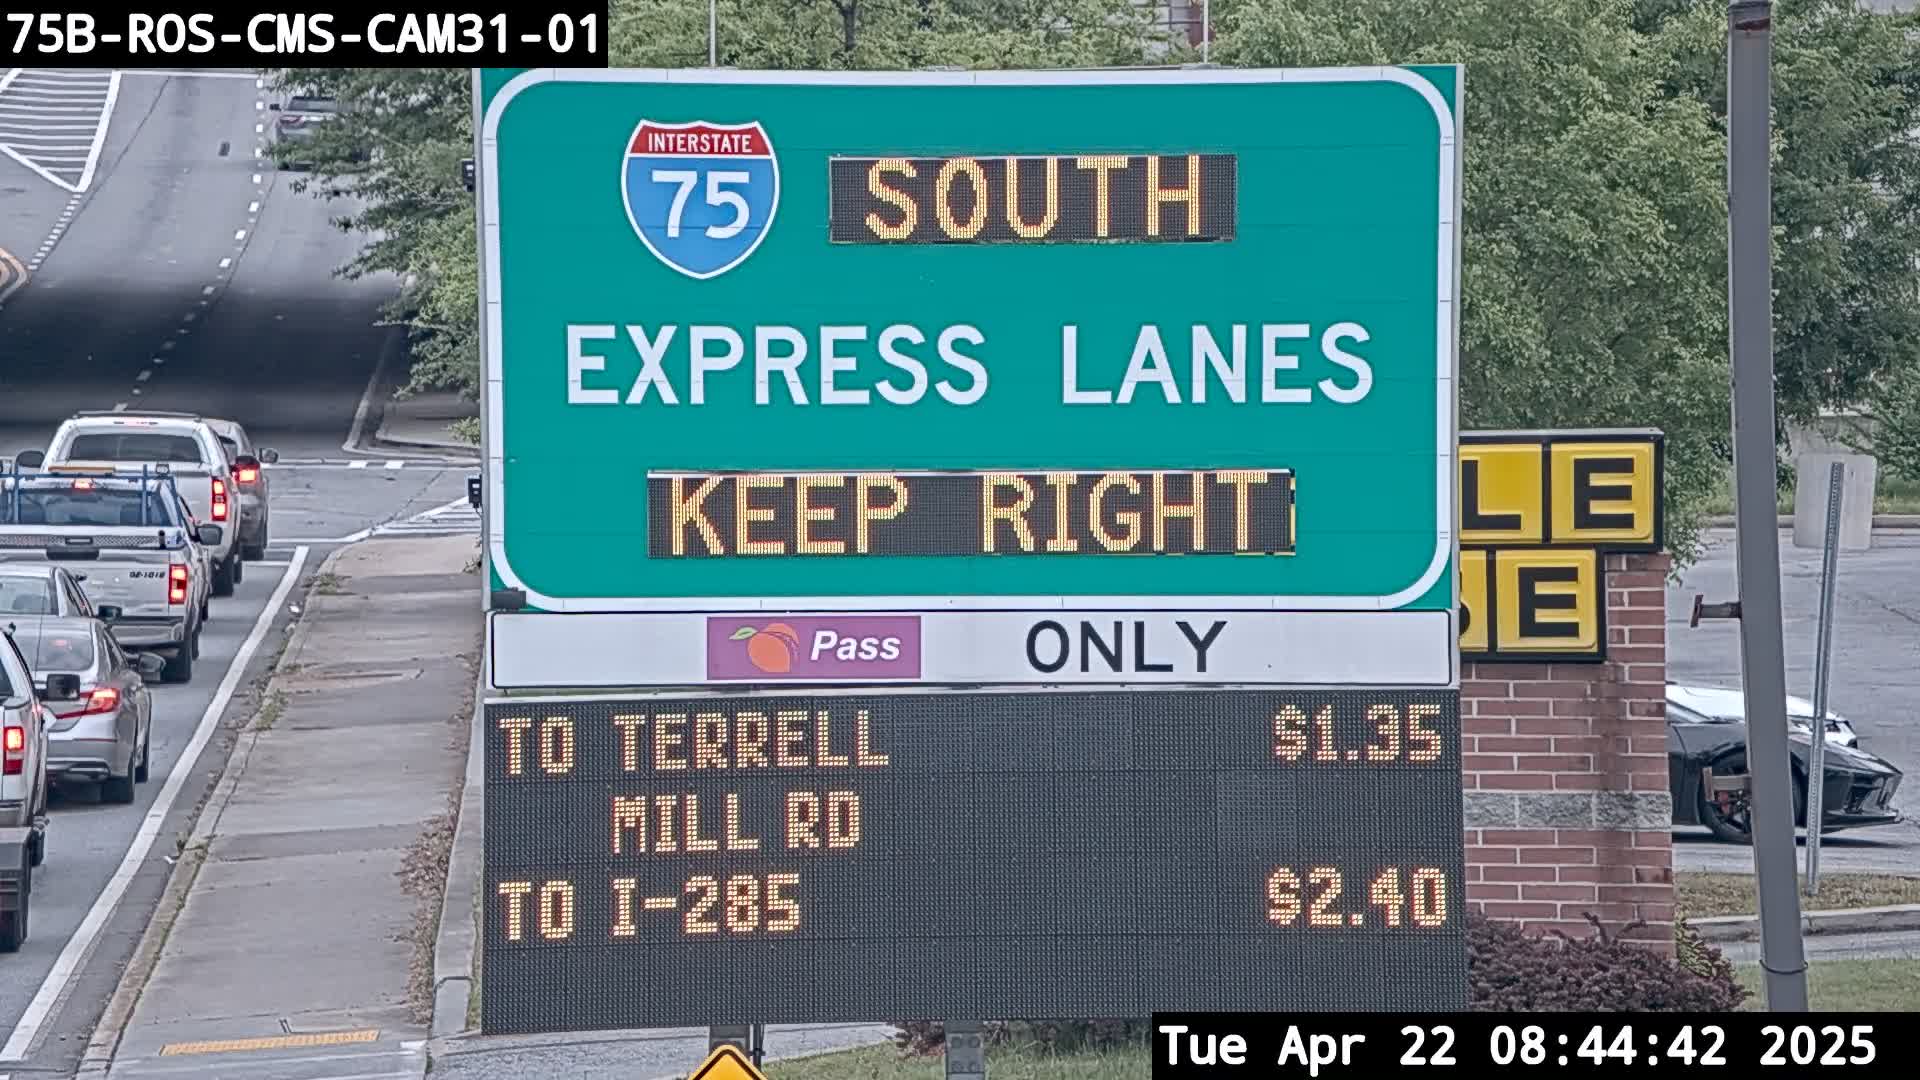 75B-ROS-CMS-CAM31-01
INTERSTATE
75
SOUTH
EXPRESS LANES
KEEP RIGHT
Pass ONLY
TO TERRELL $1.35
MILL RD
TO I-285 $2.40
LE
E
Tue Apr 22 08:44:42 2025